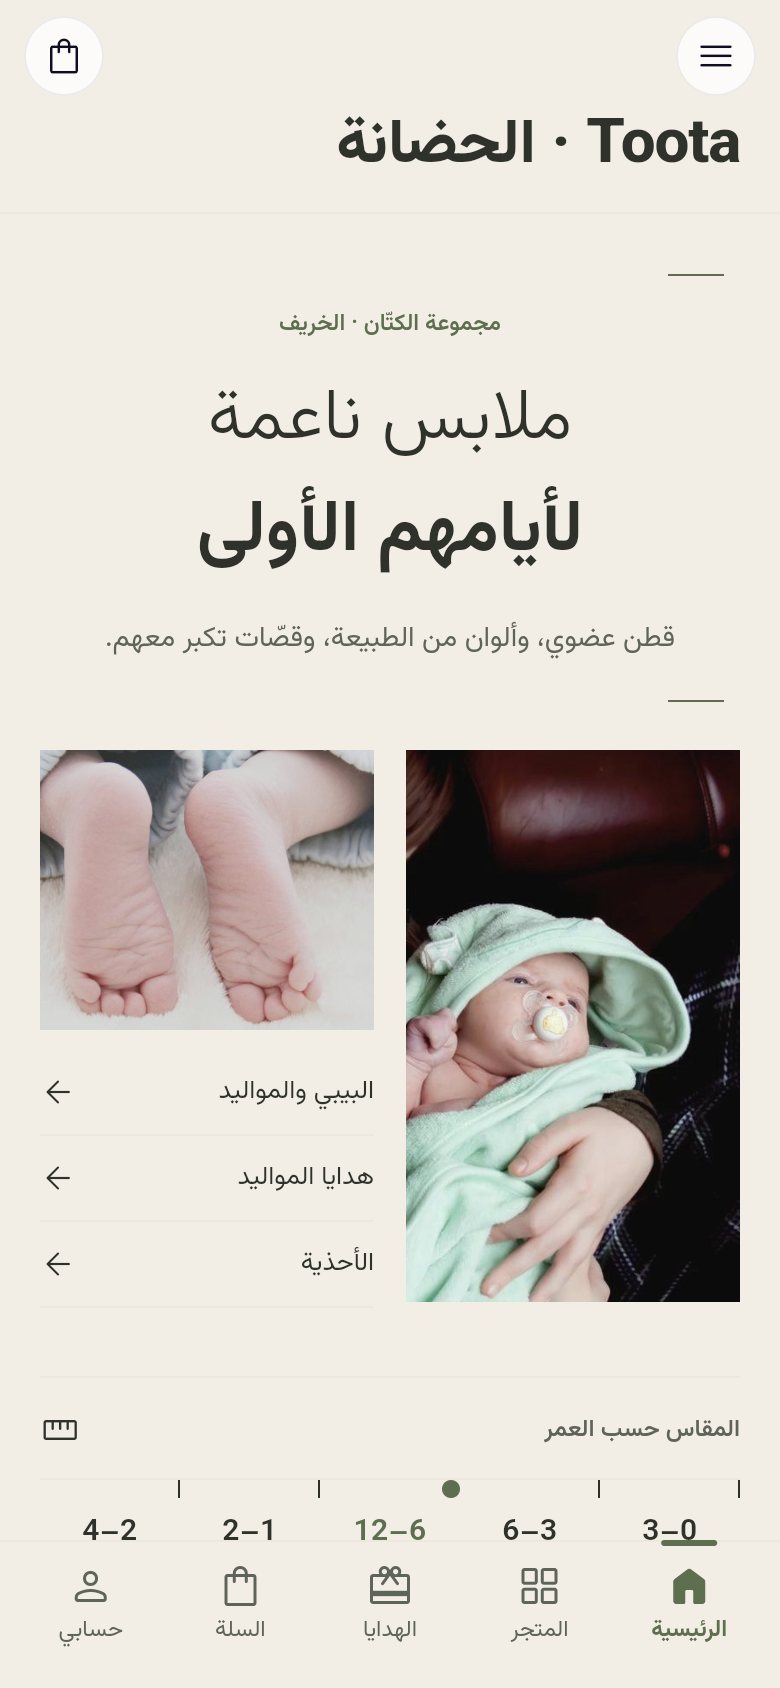 Toota · الحضانة
مجموعة الكتّان · الخريف
ملابس ناعمة
لأيامهم الأولى
قطن عضوي، وألوان من الطبيعة، وقصّات تكبر معهم.
البيبي والمواليد
هدايا المواليد
الأحذية
المقاس حسب العمر
0–3
3–6
6–12
1–2
2–4
الرئيسية
المتجر
الهدايا
السلة
حسابي